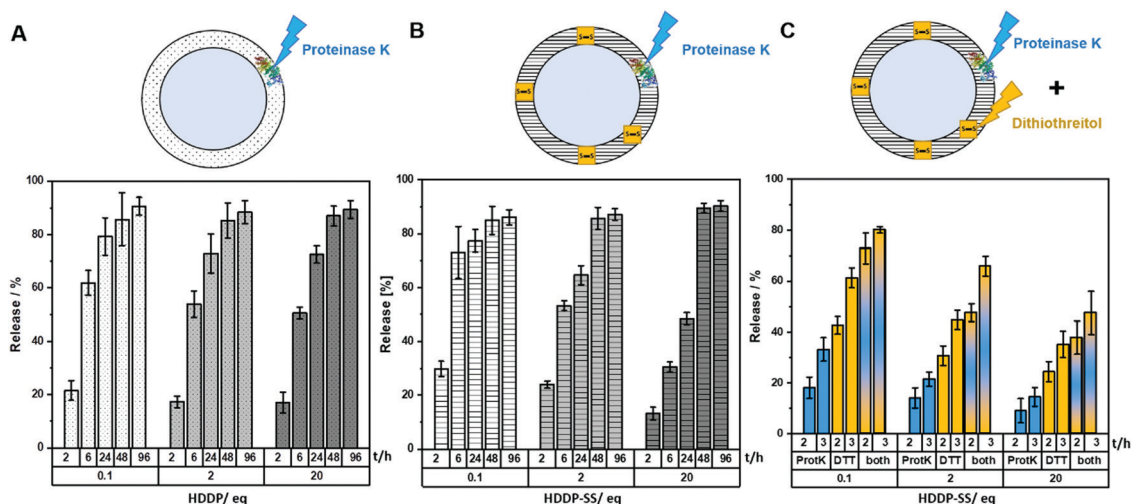 A
Proteinase K
Release / %
100
80
60
40
20
0
2 6 24 48 96
2 6 24 48 96
2 6 24 48 96
0.1 2 20
HDDP/ eq
B
S—S
S—S
S—S
S—S
Proteinase K
Release [%]
100
80
60
40
20
0
2 6 24 48 96
2 6 24 48 96
2 6 24 48 96
t/h
0.1 2 20
HDDP-SS/ eq
C
S—S
S—S
S—S
S—S
Proteinase K
+
Dithiothreitol
Release / %
100
80
60
40
20
0
2 3 2 3 2 3
2 3 2 3 2 3
2 3 2 3 2 3
t/h
ProtK DTT both
ProtK DTT both
ProtK DTT both
t/h
0.1 2 20
HDDP-SS/ eq